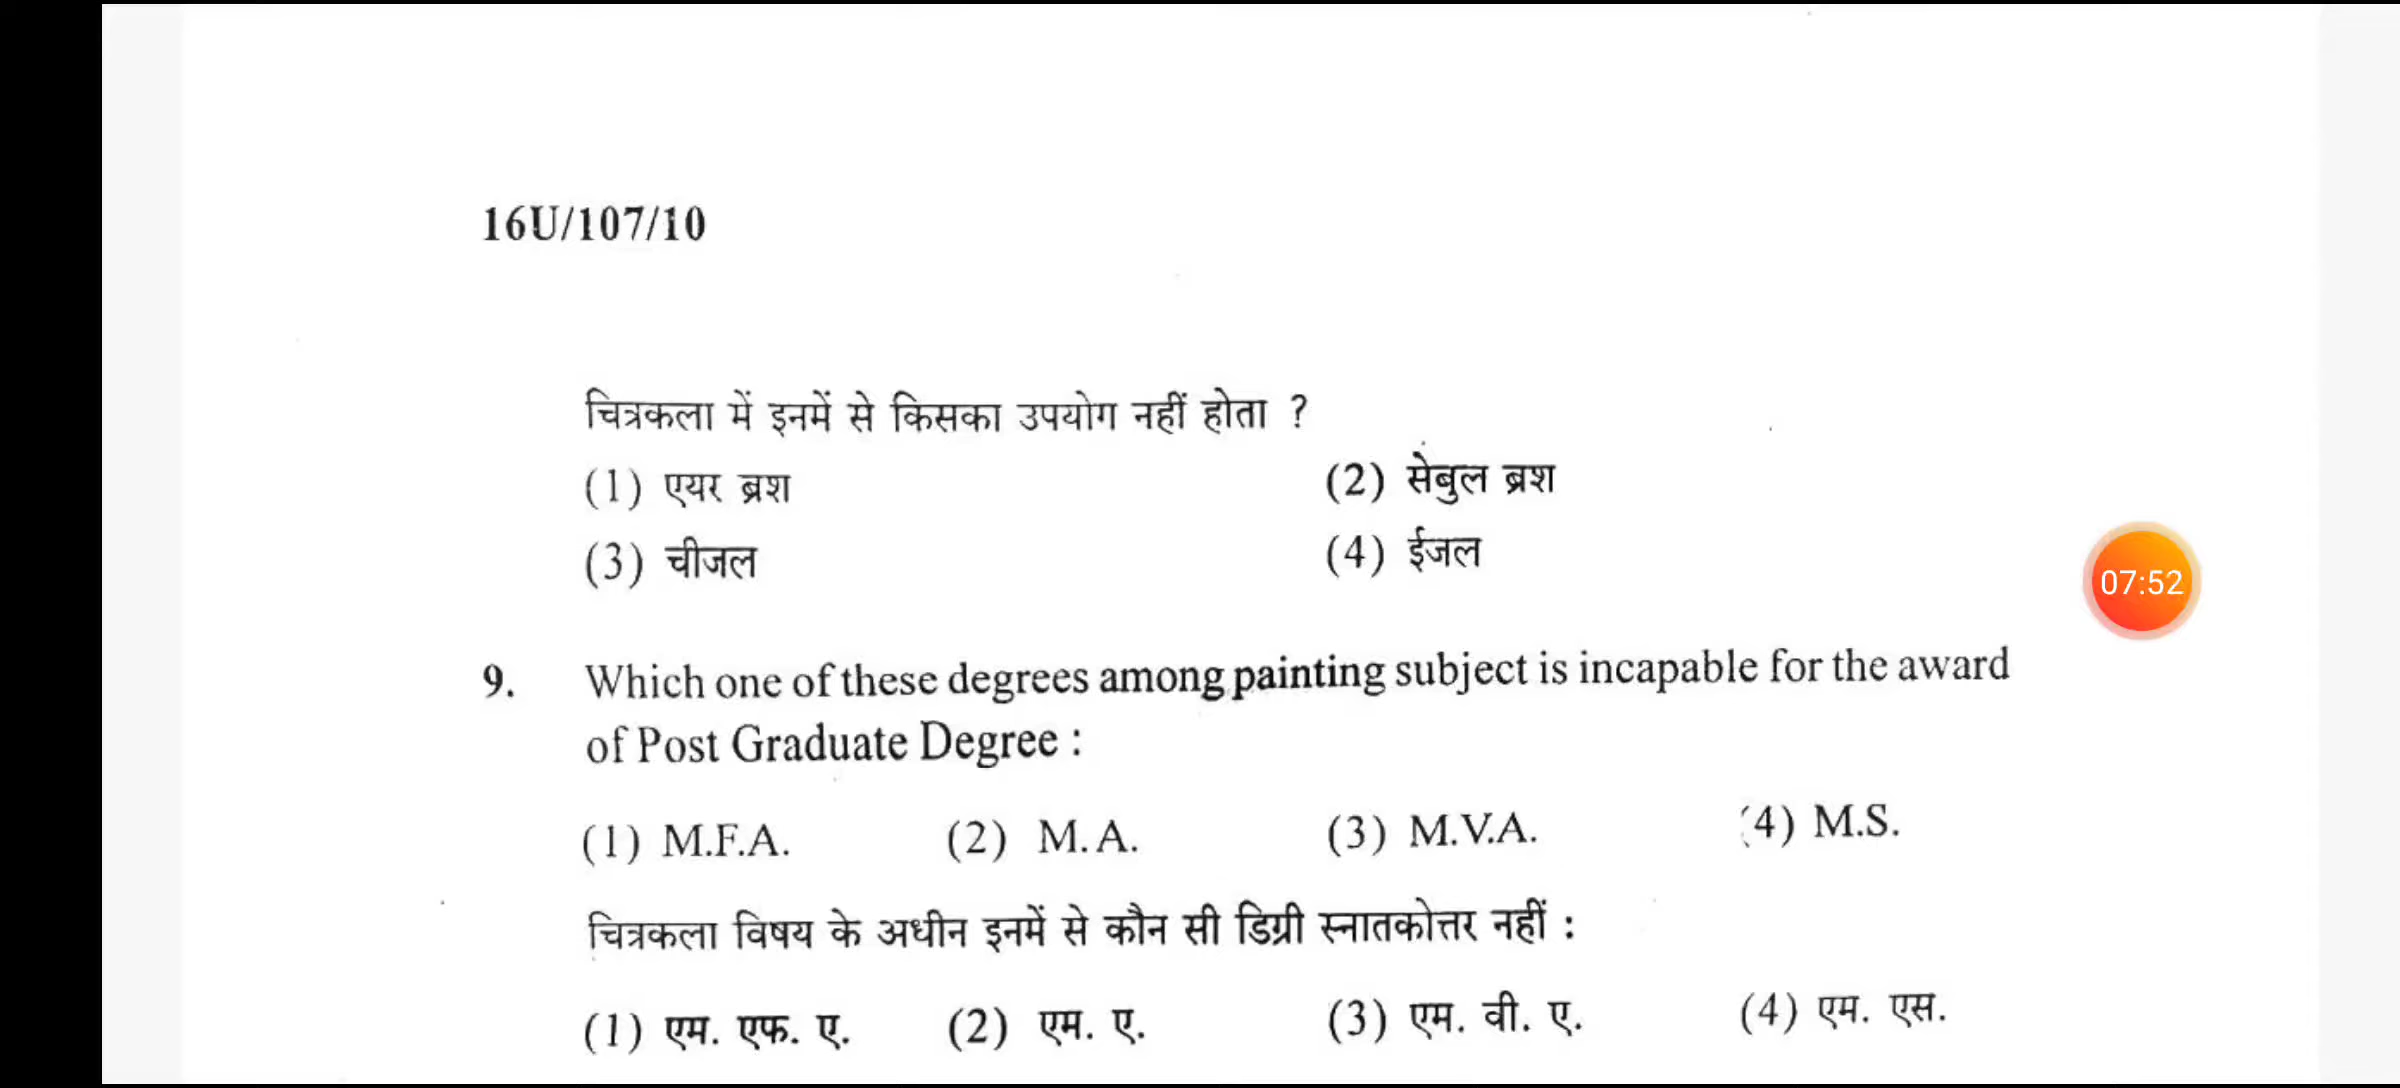 16U/107/10
चित्रकला में इनमें से किसका उपयोग नहीं होता ?
(1) एयर ब्रश (2) सेबुल ब्रश
(3) चीजल (4) ईजल
07:52
9. Which one of these degrees among painting subject is incapable for the award
of Post Graduate Degree :
(1) M.F.A. (2) M.A. (3) M.V.A. (4) M.S.
चित्रकला विषय के अधीन इनमें से कौन सी डिग्री स्नातकोत्तर नहीं :
(1) एम. एफ. ए. (2) एम. ए. (3) एम. वी. ए. (4) एम. एस.